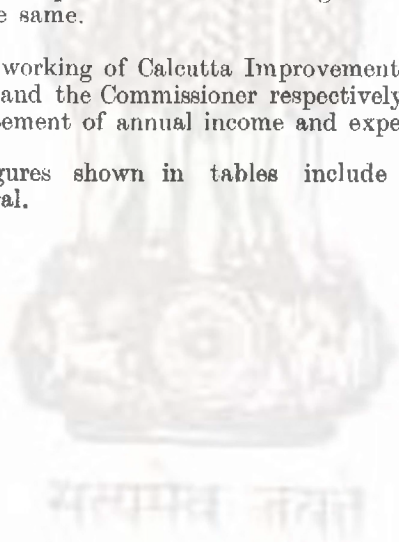 e same.
working of Calcutta Improvement
and the Commissioner respectively
ement of annual income and expe
gures shown in tables include
al.
सत्यमेव जयते